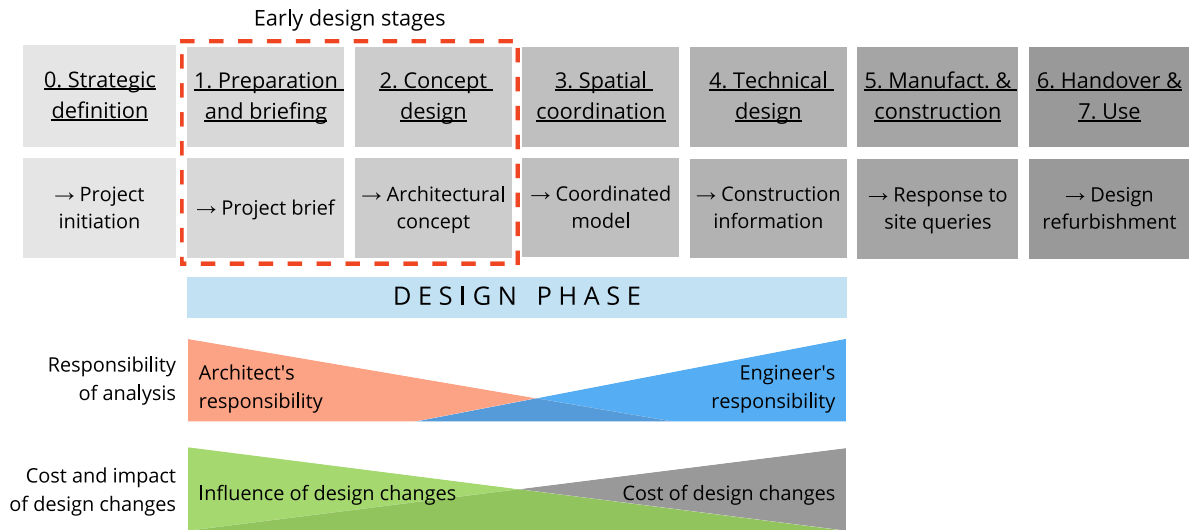 Early design stages
0. Strategic
definition
1. Preparation
and briefing
2. Concept
design
3. Spatial
coordination
4. Technical
design
5. Manufact. &
construction
6. Handover &
7. Use
→ Project
initiation
→ Project brief
→ Architectural
concept
→ Coordinated
model
→ Construction
information
→ Response to
site queries
→ Design
refurbishment
DESIGN PHASE
Responsibility
of analysis
Architect's
responsibility
Engineer's
responsibility
Cost and impact
of design changes
Influence of design changes
Cost of design changes